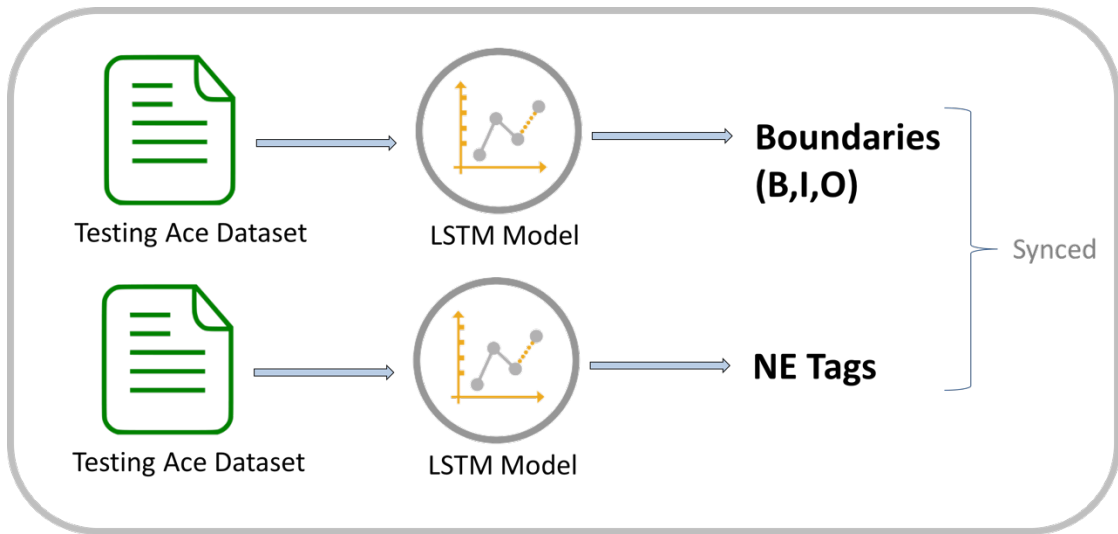 Testing Ace Dataset
LSTM Model
Boundaries
(B,I,O)
Synced
Testing Ace Dataset
LSTM Model
NE Tags